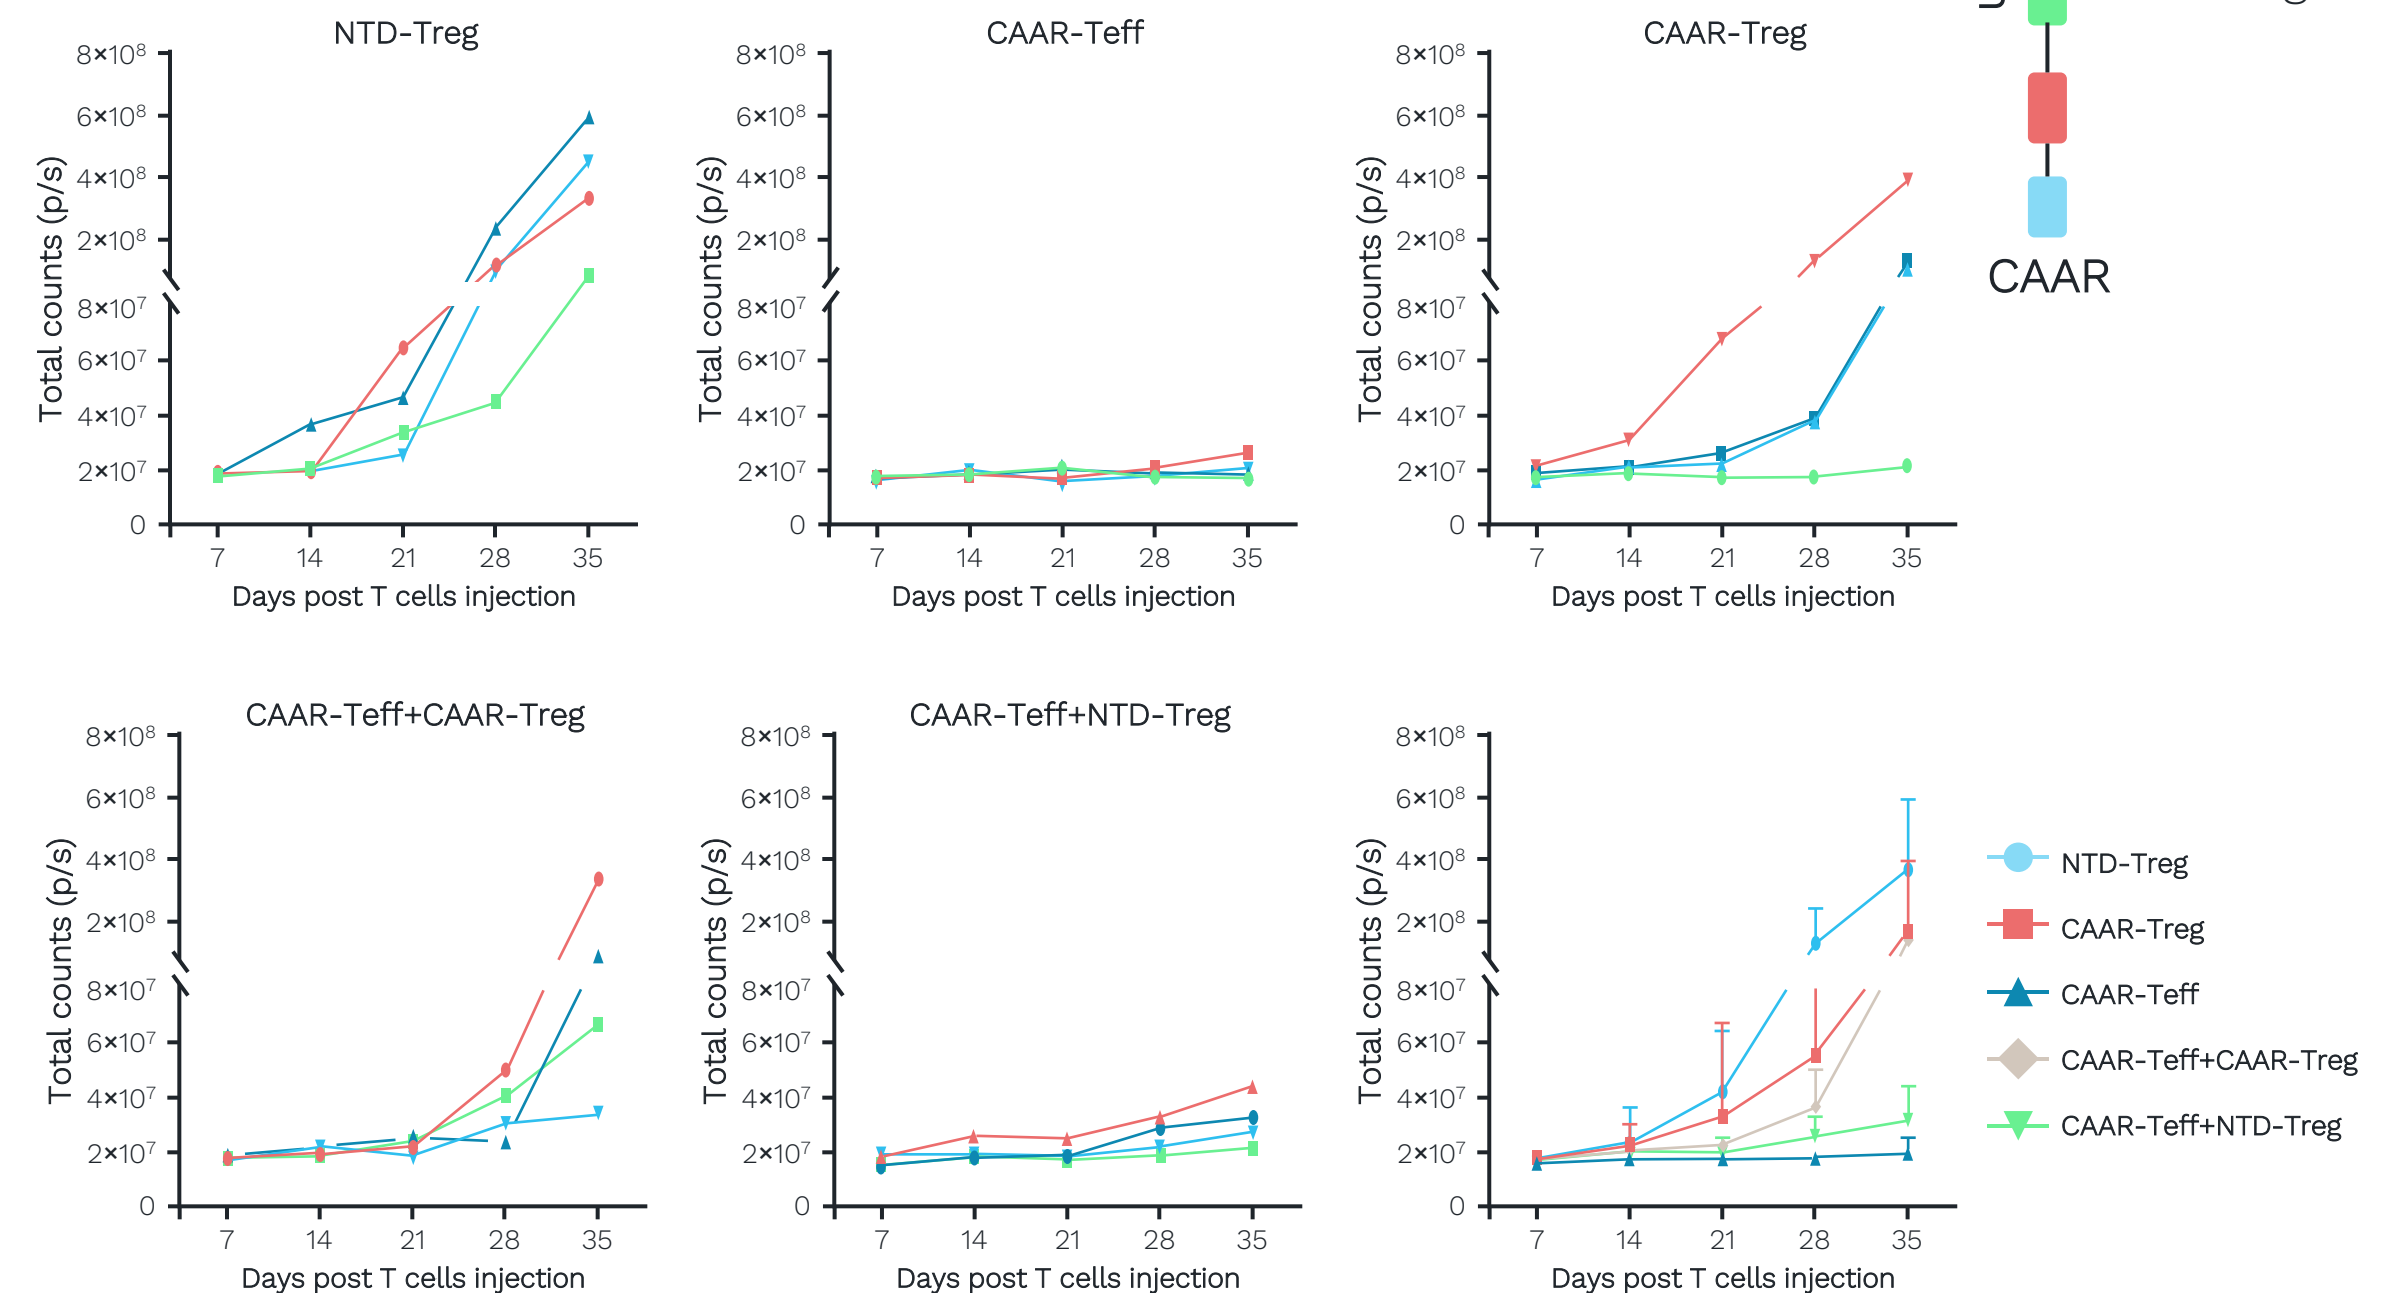 NTD-Treg
8×10⁸
6×10⁸
4×10⁸
2×10⁸
8×10⁷
6×10⁷
4×10⁷
2×10⁷
0
Total counts (p/s)
7 14 21 28 35
Days post T cells injection
CAAR-Teff
8×10⁸
6×10⁸
4×10⁸
2×10⁸
8×10⁷
6×10⁷
4×10⁷
2×10⁷
0
Total counts (p/s)
7 14 21 28 35
Days post T cells injection
CAAR-Treg
8×10⁸
6×10⁸
4×10⁸
2×10⁸
8×10⁷
6×10⁷
4×10⁷
2×10⁷
0
Total counts (p/s)
7 14 21 28 35
Days post T cells injection
CAAR
CAAR-Teff+CAAR-Treg
8×10⁸
6×10⁸
4×10⁸
2×10⁸
8×10⁷
6×10⁷
4×10⁷
2×10⁷
0
Total counts (p/s)
7 14 21 28 35
Days post T cells injection
CAAR-Teff+NTD-Treg
8×10⁸
6×10⁸
4×10⁸
2×10⁸
8×10⁷
6×10⁷
4×10⁷
2×10⁷
0
Total counts (p/s)
7 14 21 28 35
Days post T cells injection
8×10⁸
6×10⁸
4×10⁸
2×10⁸
8×10⁷
6×10⁷
4×10⁷
2×10⁷
0
Total counts (p/s)
7 14 21 28 35
Days post T cells injection
NTD-Treg
CAAR-Treg
CAAR-Teff
CAAR-Teff+CAAR-Treg
CAAR-Teff+NTD-Treg